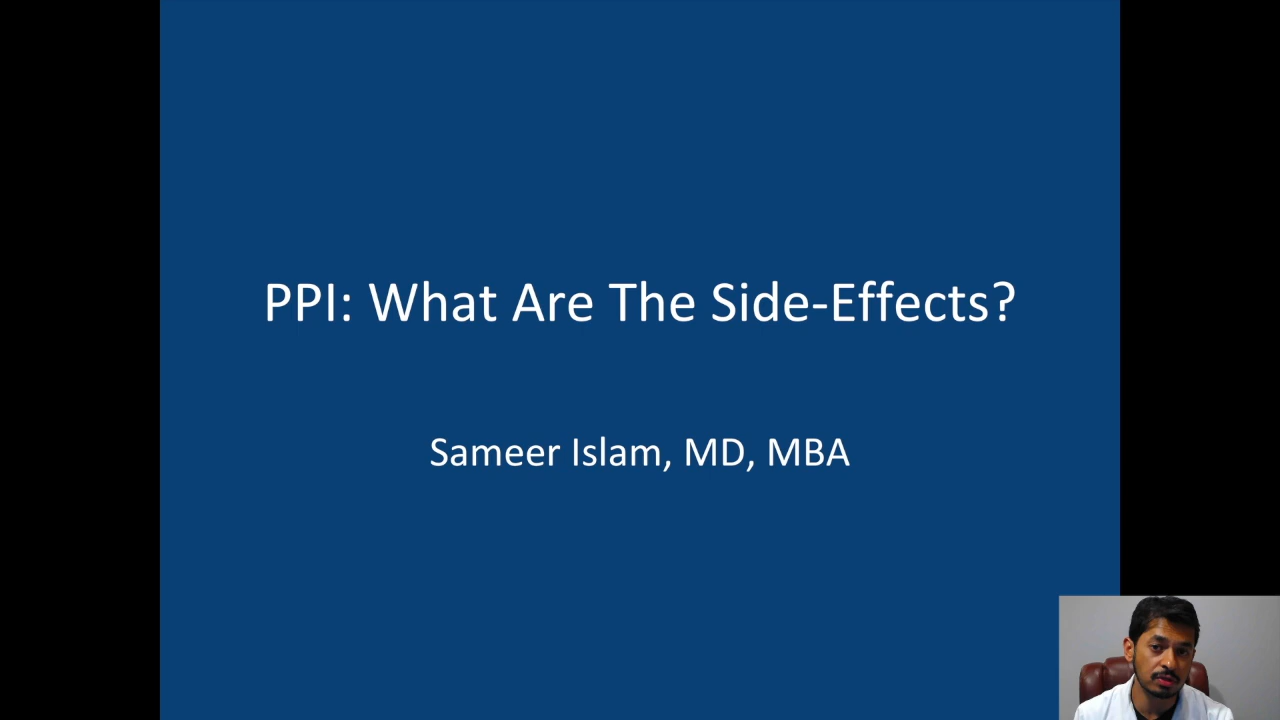 PPI: What Are The Side-Effects?
Sameer Islam, MD, MBA